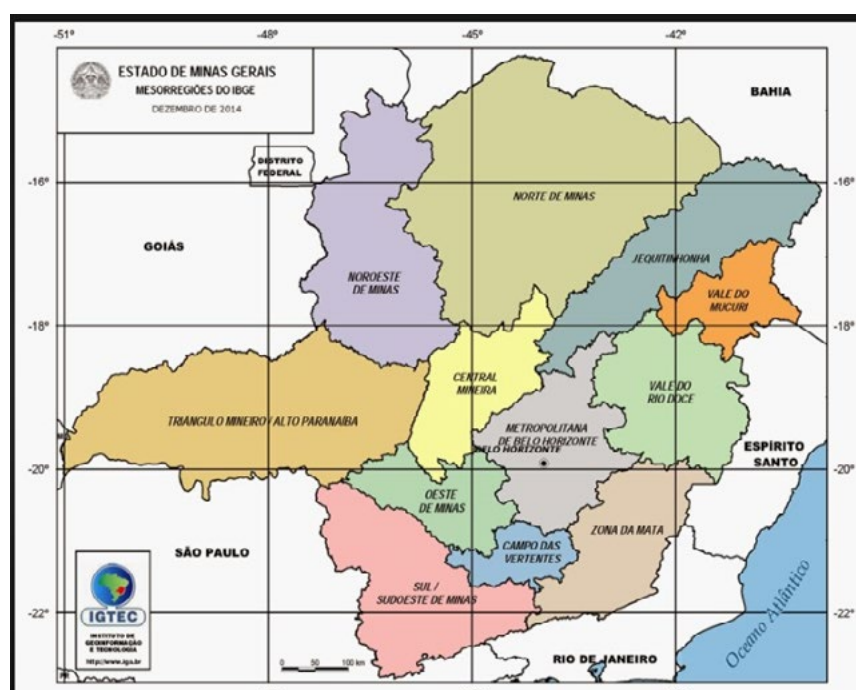 -51°
-48°
-45°
-42°
ESTADO DE MINAS GERAIS
MESORREGIÕES DO IBGE
DEZEMBRO DE 2014
BAHIA
DISTRITO
FEDERAL
-16°
-16°
NORTE DE MINAS
GOIÁS
JEQUITINHONHA
NOROESTE
DE MINAS
VALE DO
MUCURI
-18°
-18°
CENTRAL
MINEIRA
VALE DO
RIO DOCE
TRIÂNGULO MINEIRO / ALTO PARANAÍBA
METROPOLITANA
DE BELO HORIZONTE
BELO HORIZONTE
ESPÍRITO
SANTO
-20°
-20°
OESTE
DE MINAS
ZONA DA MATA
SÃO PAULO
CAMPO DAS
VERTENTES
SUL /
SUDOESTE DE MINAS
Oceano Atlântico
IGTEC
INSTITUTO DE
GEOINFORMAÇÃO
E TECNOLOGIA
-22°
-22°
0 50 100 km
RIO DE JANEIRO